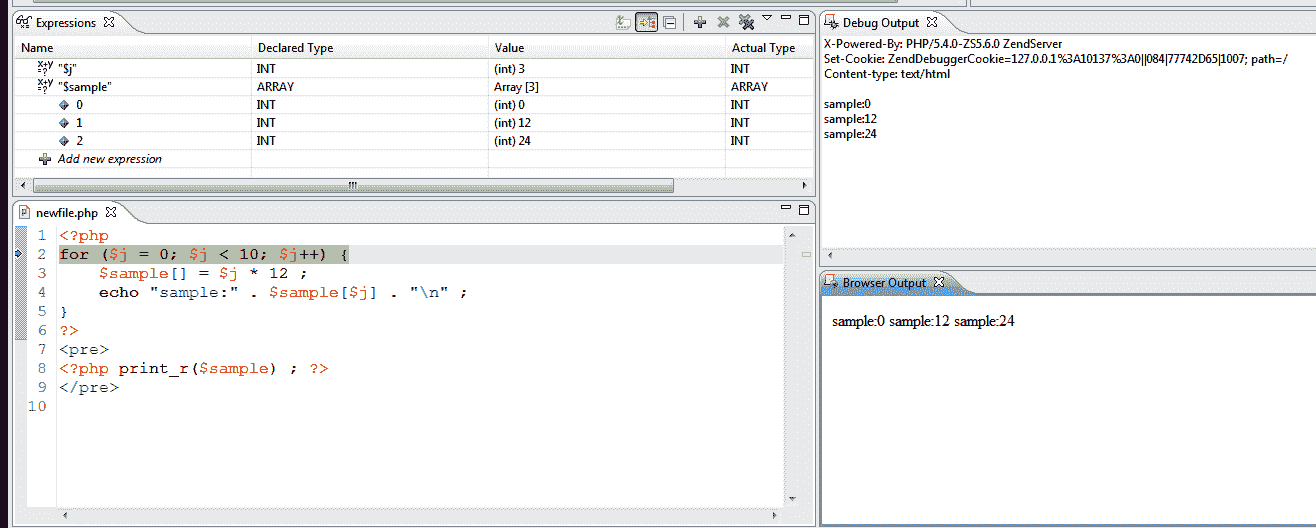 Expressions
Name Declared Type Value Actual Type
X+Y =? "$j" INT (int) 3 INT
X+Y =? "$sample" ARRAY Array [3] ARRAY
0 INT (int) 0 INT
1 INT (int) 12 INT
2 INT (int) 24 INT
Add new expression
newfile.php
1 <?php
2 for ($j = 0; $j < 10; $j++) {
3 $sample[] = $j * 12 ;
4 echo "sample:" . $sample[$j] . "\n" ;
5 }
6 ?>
7 <pre>
8 <?php print_r($sample) ; ?>
9 </pre>
10
Debug Output
X-Powered-By: PHP/5.4.0-ZS5.6.0 ZendServer
Set-Cookie: ZendDebuggerCookie=127.0.0.1%3A10137%3A0||084|77742D65|1007; path=/
Content-type: text/html
sample:0
sample:12
sample:24
Browser Output
sample:0 sample:12 sample:24